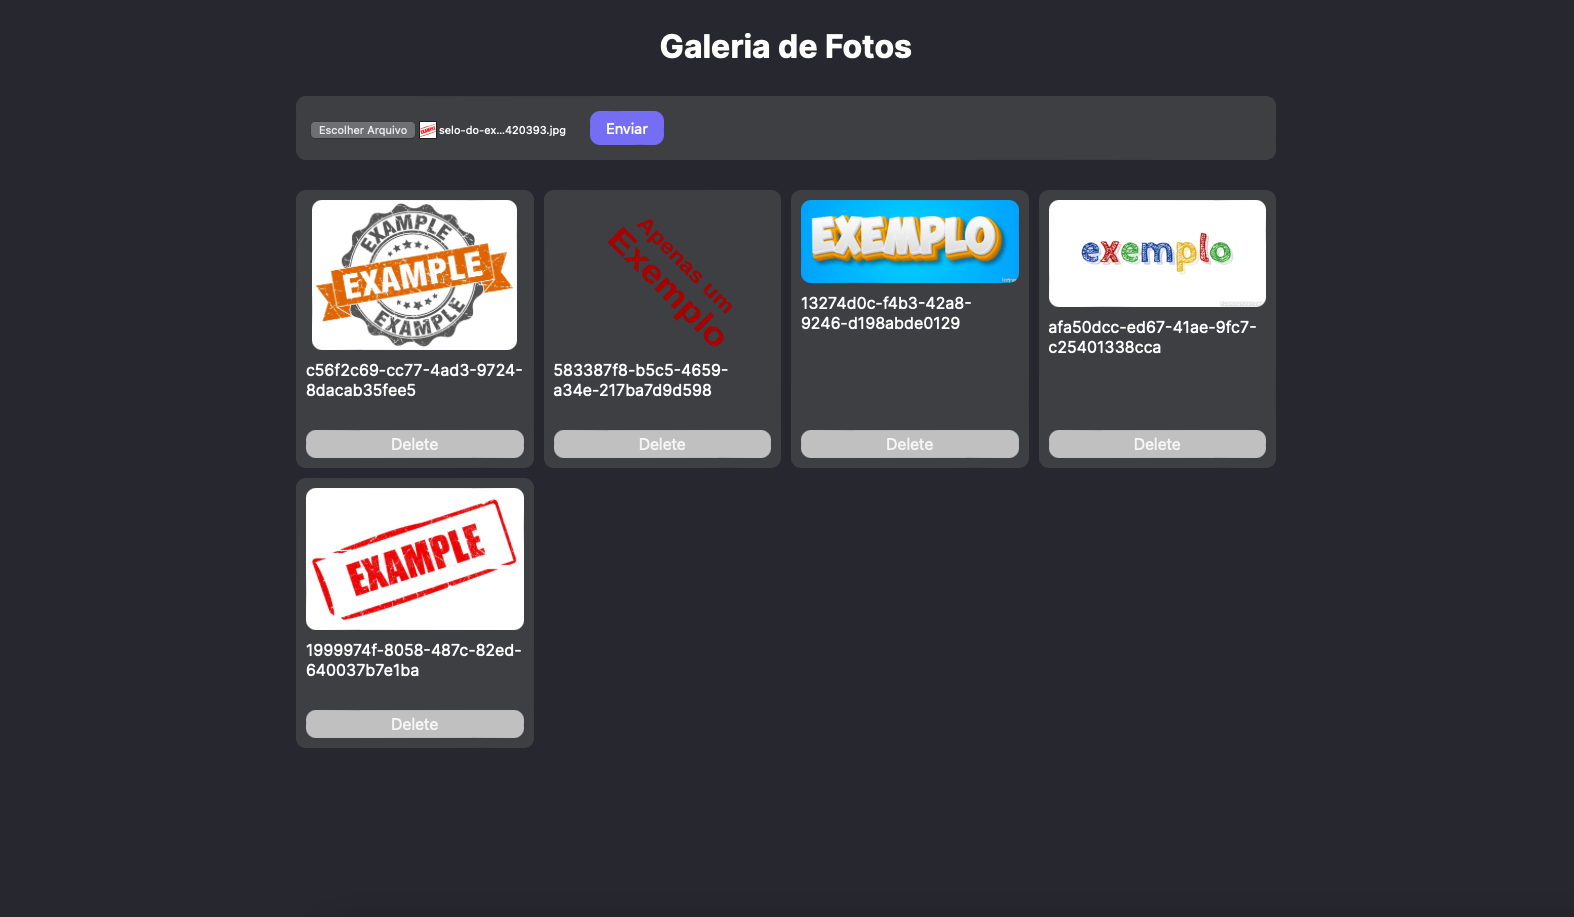 Galeria de Fotos
Escolher Arquivo selo-do-ex...420393.jpg Enviar
EXAMPLE
EXAMPLE
EXAMPLE
c56f2c69-cc77-4ad3-9724-
8dacab35fee5
Delete
Apenas um
Exemplo
583387f8-b5c5-4659-
a34e-217ba7d9d598
Delete
EXEMPLO
13274d0c-f4b3-42a8-
9246-d198abde0129
Delete
exemplo
afa50dcc-ed67-41ae-9fc7-
c25401338cca
Delete
EXAMPLE
1999974f-8058-487c-82ed-
640037b7e1ba
Delete